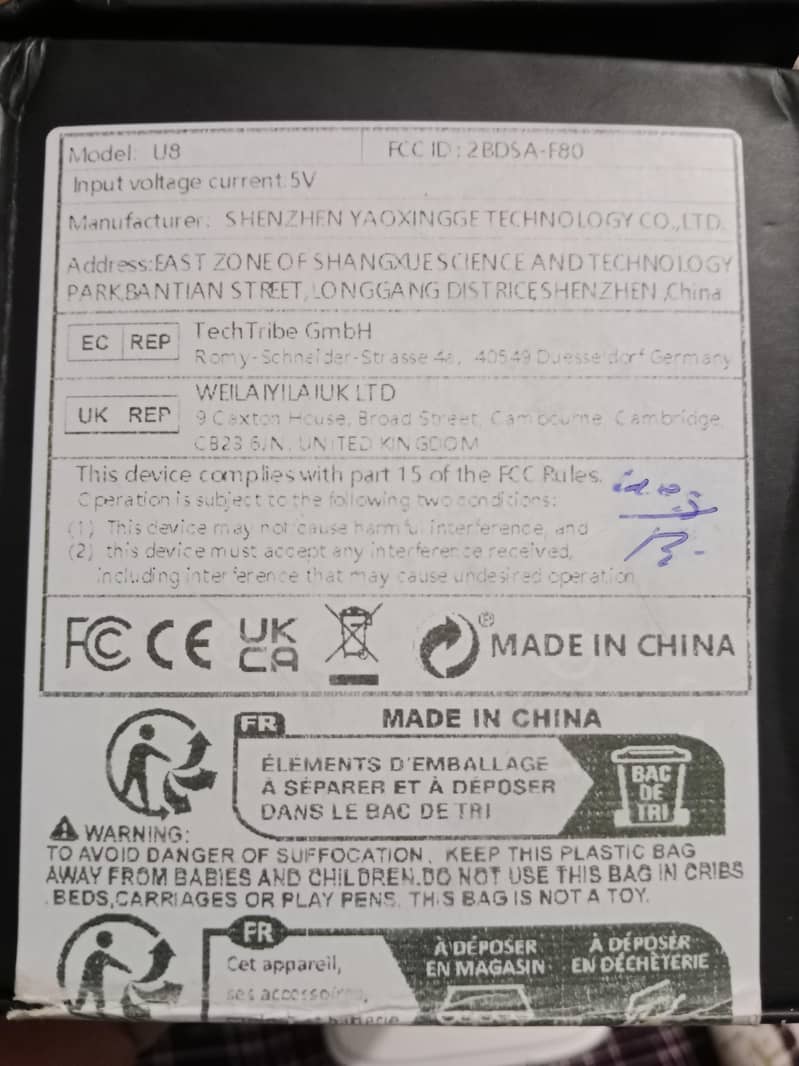 Model: U8 FCC ID : 2BDSA-F80
Input voltage current:5V
Manufacturer: SHENZHEN YAOXINGGE TECHNOLOGY CO.,LTD.
Address:EAST ZONE OF SHANGXUE SCIENCE AND TECHNOLOGY
PARK,BANTIAN STREET, LONGGANG DISTRICE,SHENZHEN ,China
EC REP TechTribe GmbH
Romy-Schneider-Strasse 4a, 40549 Duesseldorf Germany
UK REP WEILAIYILAIUK LTD
9 Caxton House, Broad Street, Cambourne, Cambridge,
CB23 6JN, UNITED KINGDOM
This device complies with part 15 of the FCC Rules.
Operation is subject to the following two conditions:
(1) This device may not cause harmful interference, and
(2) this device must accept any interference received,
including interference that may cause undesired operation
FC CE UK
CA
® MADE IN CHINA
FR MADE IN CHINA
ÉLÉMENTS D'EMBALLAGE
À SÉPARER ET À DÉPOSER
DANS LE BAC DE TRI
BAC
DE
TRI
WARNING:
TO AVOID DANGER OF SUFFOCATION, KEEP THIS PLASTIC BAG
AWAY FROM BABIES AND CHILDREN.DO NOT USE THIS BAG IN CRIBS
BEDS,CARRIAGES OR PLAY PENS. THIS BAG IS NOT A TOY.
FR
Cet appareil,
ses accessoires,
À DÉPOSER
EN MAGASIN
À DÉPOSER
EN DÉCHÈTERIE